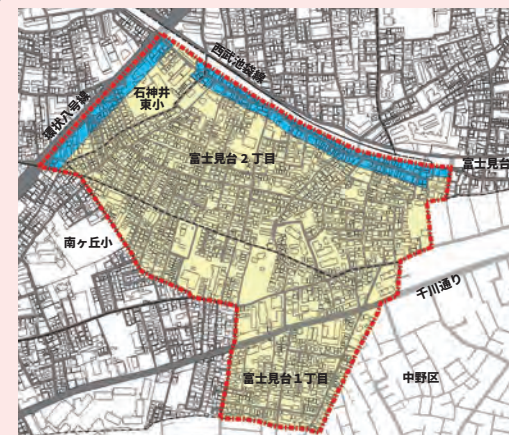 西武池袋線
環状八号線
石神井
東小
富士見台２丁目
富士見台
南ヶ丘小
千川通り
富士見台１丁目
中野区